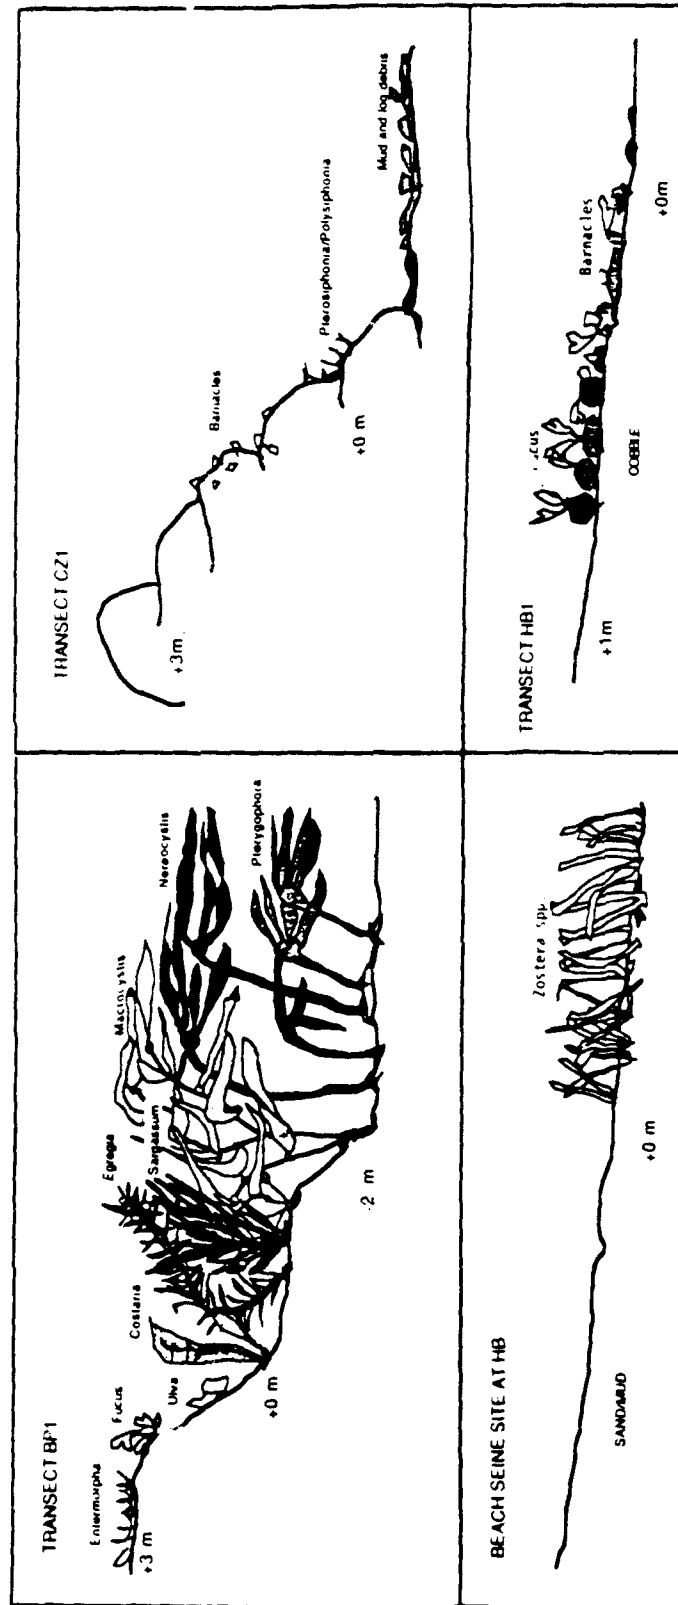 TRANSECT BP1
Entermorpha
+3 m
Fucus
Ulva
+0 m
Costaria
Egregia
Sargassum
Macrocystis
-2 m
Nereocystis
Pterygophora
TRANSECT CZ1
+3m
Barnacles
+0 m
Pterosiphonia/Polysiphonia
Mud and log debris
BEACH SEINE SITE AT HB
SAND/MUD
+0 m
Zostera spp.
TRANSECT HB1
+1m
COBBLE
Barnacles
+0m